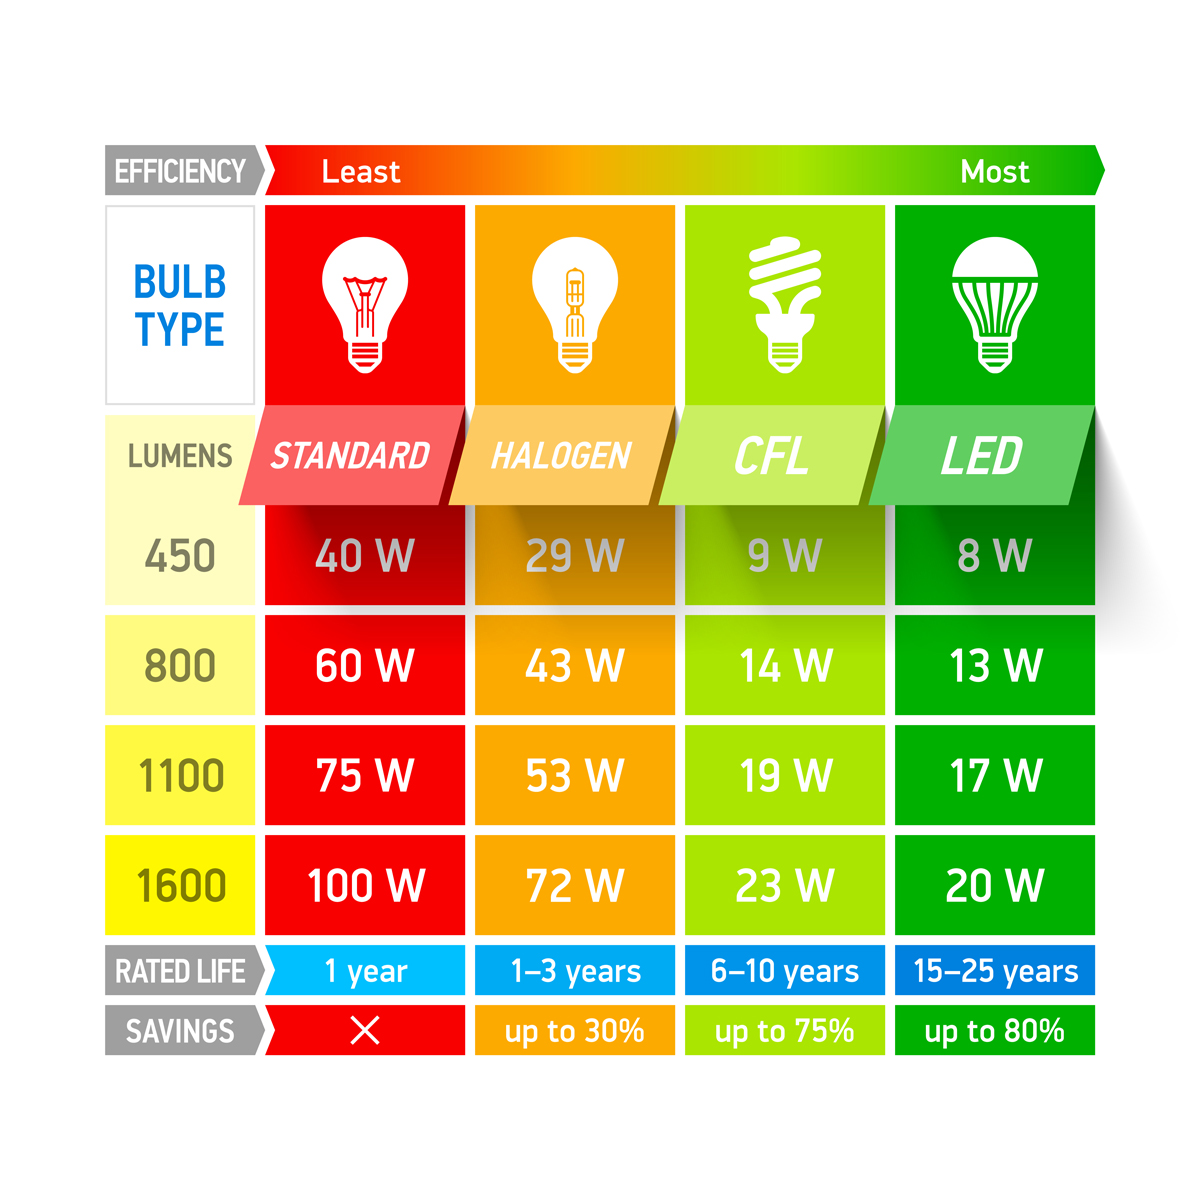 EFFICIENCY Least Most
BULB
TYPE
LUMENS STANDARD HALOGEN CFL LED
450 40 W 29 W 9 W 8 W
800 60 W 43 W 14 W 13 W
1100 75 W 53 W 19 W 17 W
1600 100 W 72 W 23 W 20 W
RATED LIFE 1 year 1–3 years 6–10 years 15–25 years
SAVINGS up to 30% up to 75% up to 80%